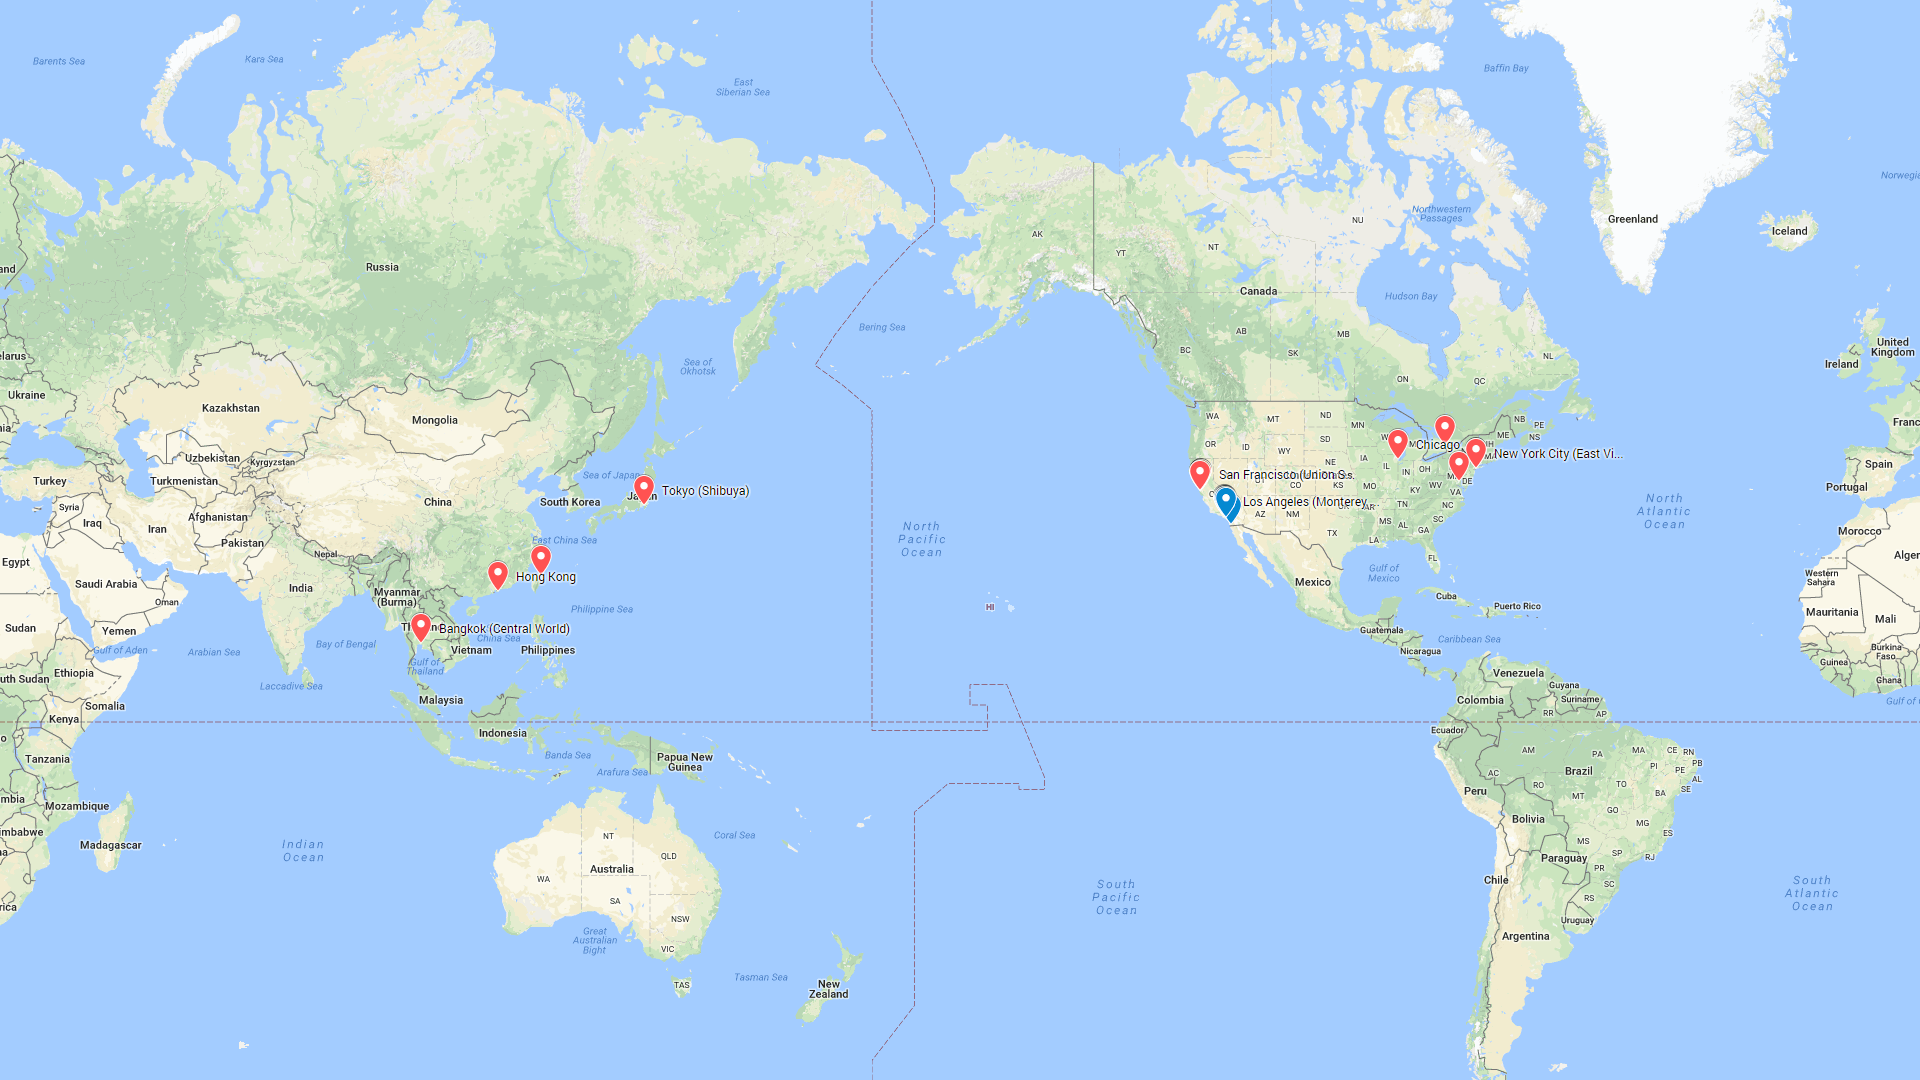 Barents Sea
Kara Sea
East
Siberian Sea
Baffin Bay
Norwegia
Northwestern
Passages
NU
Greenland
Iceland
AK
YT
NT
Russia
and
Canada
Hudson Bay
Bering Sea
AB
MB
BC
SK
NL
Sea of
Okhotsk
elarus
United
Kingdom
Ireland
Ukraine
Kazakhstan
Mongolia
ON
QC
WA
MT
ND
MN
NB
PE
NS
ME
Franc
nia
OR
ID
SD
Chicago
New York City (East Vi...
WY
NE
IL
IN
OH
Uzbekistan
Kyrgyzstan
Turkey
Turkmenistan
Sea of Japan
Tokyo (Shibuya)
San Francisco (Union S...
CO
KS
MO
KY
WV
VA
DE
Spain
Portugal
China
South Korea
Syria
Iraq
Iran
Afghanistan
Pakistan
Los Angeles (Monterey...
AZ
NM
AR
TN
NC
SC
MS
AL
GA
TX
LA
FL
North
Atlantic
Ocean
North
Pacific
Ocean
Morocco
Alger
East China Sea
Egypt
Nepal
Saudi Arabia
Oman
India
Myanmar
(Burma)
Hong Kong
Philippine Sea
HI
Mexico
Gulf of
Mexico
Cuba
Puerto Rico
Western
Sahara
Mauritania
Mali
Sudan
Yemen
Gulf of Aden
Arabian Sea
Bay of Bengal
Bangkok (Central World)
China Sea
Vietnam
Philippines
Gulf of
Thailand
Guatemala
Nicaragua
Caribbean Sea
Burkina
Faso
Guinea
Ghana
Gulf of
Ethiopia
uth Sudan
Somalia
Kenya
Laccadive Sea
Malaysia
Indonesia
Venezuela
Guyana
Suriname
Colombia
RR
AP
Ecuador
Tanzania
Banda Sea
Arafura Sea
Papua New
Guinea
AM
PA
MA
CE
RN
PB
PI
PE
AL
SE
Brazil
AC
RO
TO
BA
MT
GO
Peru
mbia
Mozambique
imbabwe
Madagascar
Indian
Ocean
NT
Coral Sea
QLD
Australia
WA
SA
NSW
VIC
TAS
Great
Australian
Bight
Tasman Sea
New
Zealand
South
Pacific
Ocean
Bolivia
MG
ES
MS
SP
RJ
Paraguay
PR
SC
RS
Chile
Uruguay
Argentina
South
Atlantic
Ocean
rica